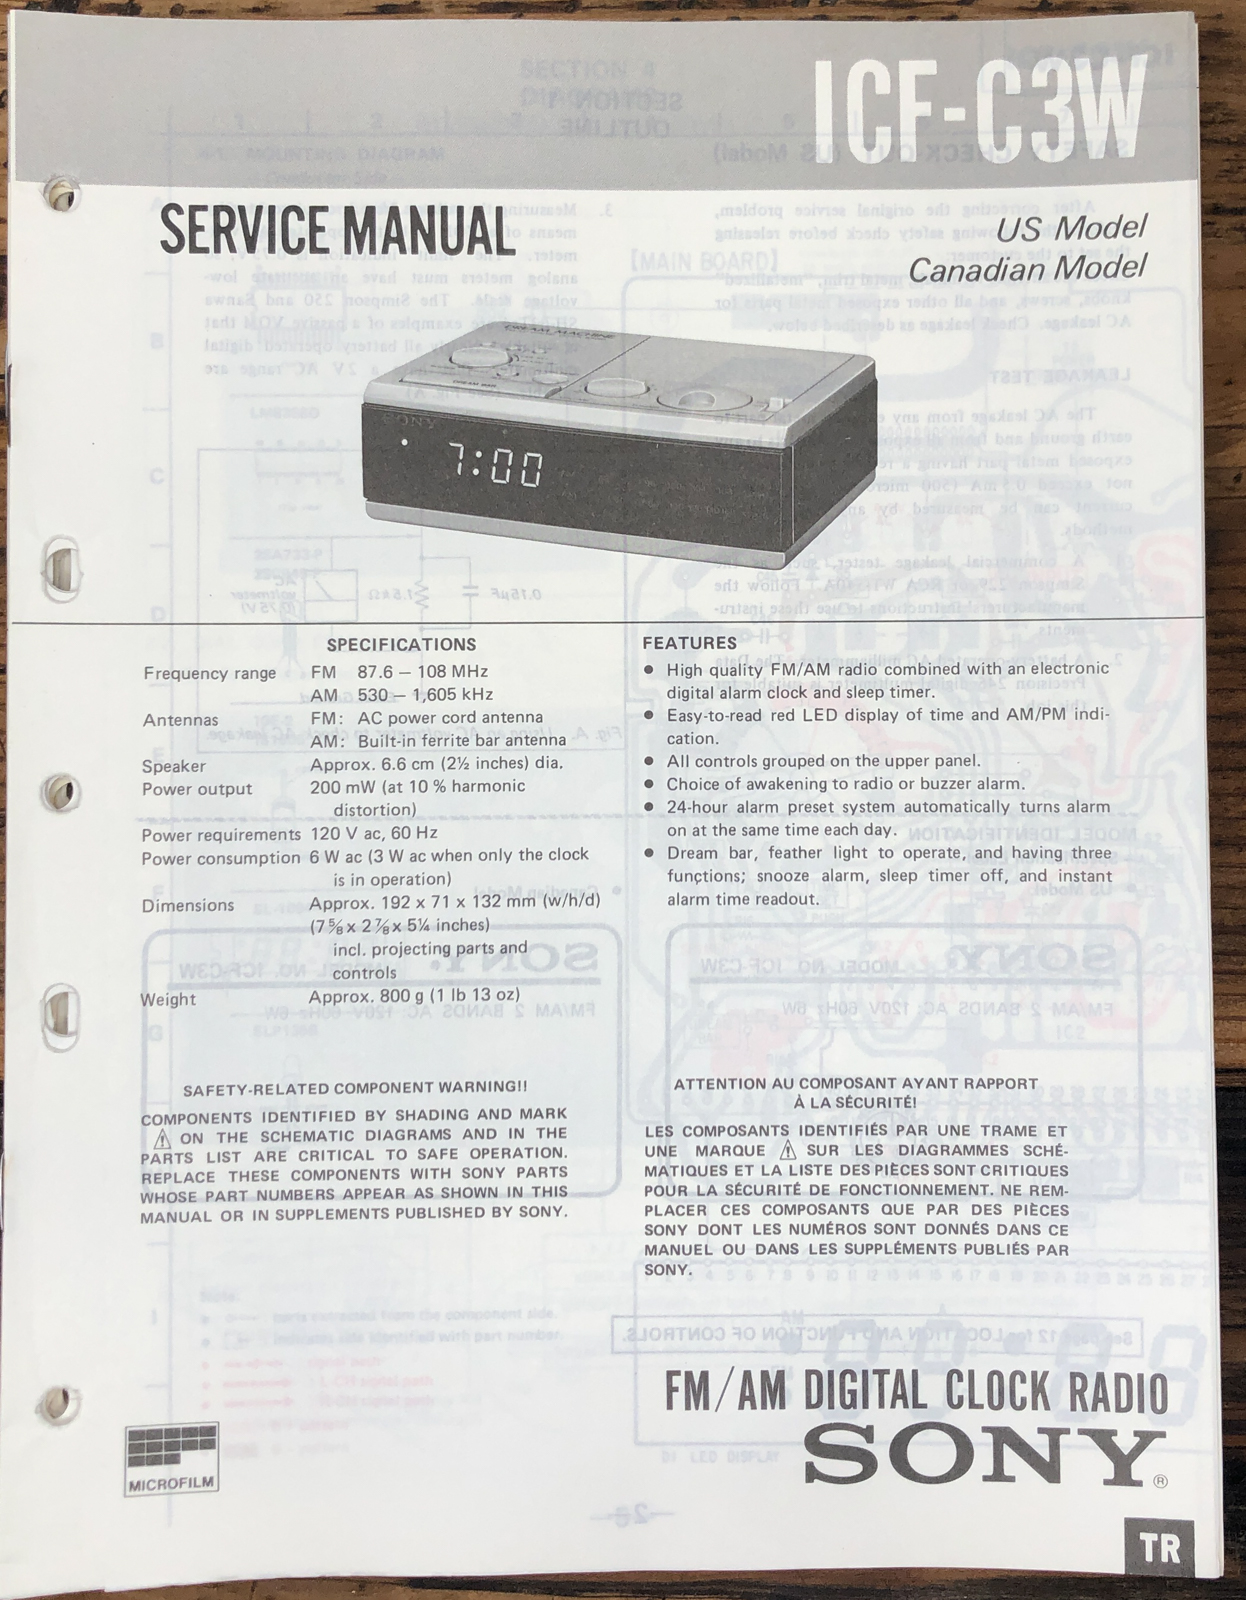 ICF-C3W
SERVICE MANUAL
US Model
Canadian Model
DREAM MACHINE
SONY
7:00
SPECIFICATIONS
Frequency range FM 87.6 – 108 MHz
AM 530 – 1,605 kHz
Antennas FM: AC power cord antenna
AM: Built-in ferrite bar antenna
Speaker Approx. 6.6 cm (2½ inches) dia.
Power output 200 mW (at 10 % harmonic
distortion)
Power requirements 120 V ac, 60 Hz
Power consumption 6 W ac (3 W ac when only the clock
is in operation)
Dimensions Approx. 192 x 71 x 132 mm (w/h/d)
(7⅝ x 2⅞ x 5¼ inches)
incl. projecting parts and
controls
Weight Approx. 800 g (1 lb 13 oz)
FEATURES
● High quality FM/AM radio combined with an electronic
digital alarm clock and sleep timer.
● Easy-to-read red LED display of time and AM/PM indi-
cation.
● All controls grouped on the upper panel.
● Choice of awakening to radio or buzzer alarm.
● 24-hour alarm preset system automatically turns alarm
on at the same time each day.
● Dream bar, feather light to operate, and having three
functions; snooze alarm, sleep timer off, and instant
alarm time readout.
SAFETY-RELATED COMPONENT WARNING!!
COMPONENTS IDENTIFIED BY SHADING AND MARK
⚠ ON THE SCHEMATIC DIAGRAMS AND IN THE
PARTS LIST ARE CRITICAL TO SAFE OPERATION.
REPLACE THESE COMPONENTS WITH SONY PARTS
WHOSE PART NUMBERS APPEAR AS SHOWN IN THIS
MANUAL OR IN SUPPLEMENTS PUBLISHED BY SONY.
ATTENTION AU COMPOSANT AYANT RAPPORT
À LA SÉCURITÉ!
LES COMPOSANTS IDENTIFIÉS PAR UNE TRAME ET
UNE MARQUE ⚠ SUR LES DIAGRAMMES SCHÉ-
MATIQUES ET LA LISTE DES PIÈCES SONT CRITIQUES
POUR LA SÉCURITÉ DE FONCTIONNEMENT. NE REM-
PLACER CES COMPOSANTS QUE PAR DES PIÈCES
SONY DONT LES NUMÉROS SONT DONNÉS DANS CE
MANUEL OU DANS LES SUPPLÉMENTS PUBLIÉS PAR
SONY.
FM/AM DIGITAL CLOCK RADIO
SONY®
MICROFILM
TR